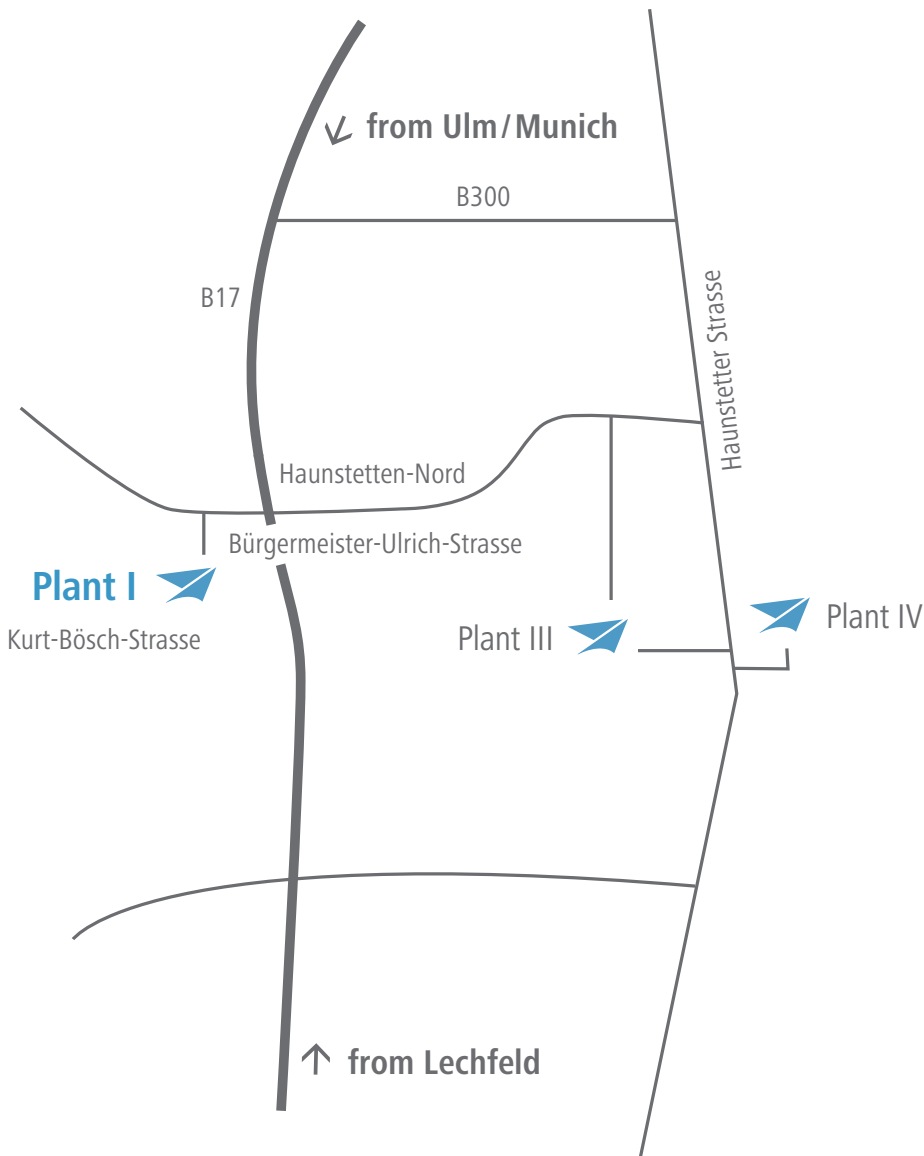 from Ulm/Munich
B300
B17
Haunstetter Strasse
Haunstetten-Nord
Bürgermeister-Ulrich-Strasse
Plant I
Kurt-Bösch-Strasse
Plant III
Plant IV
from Lechfeld